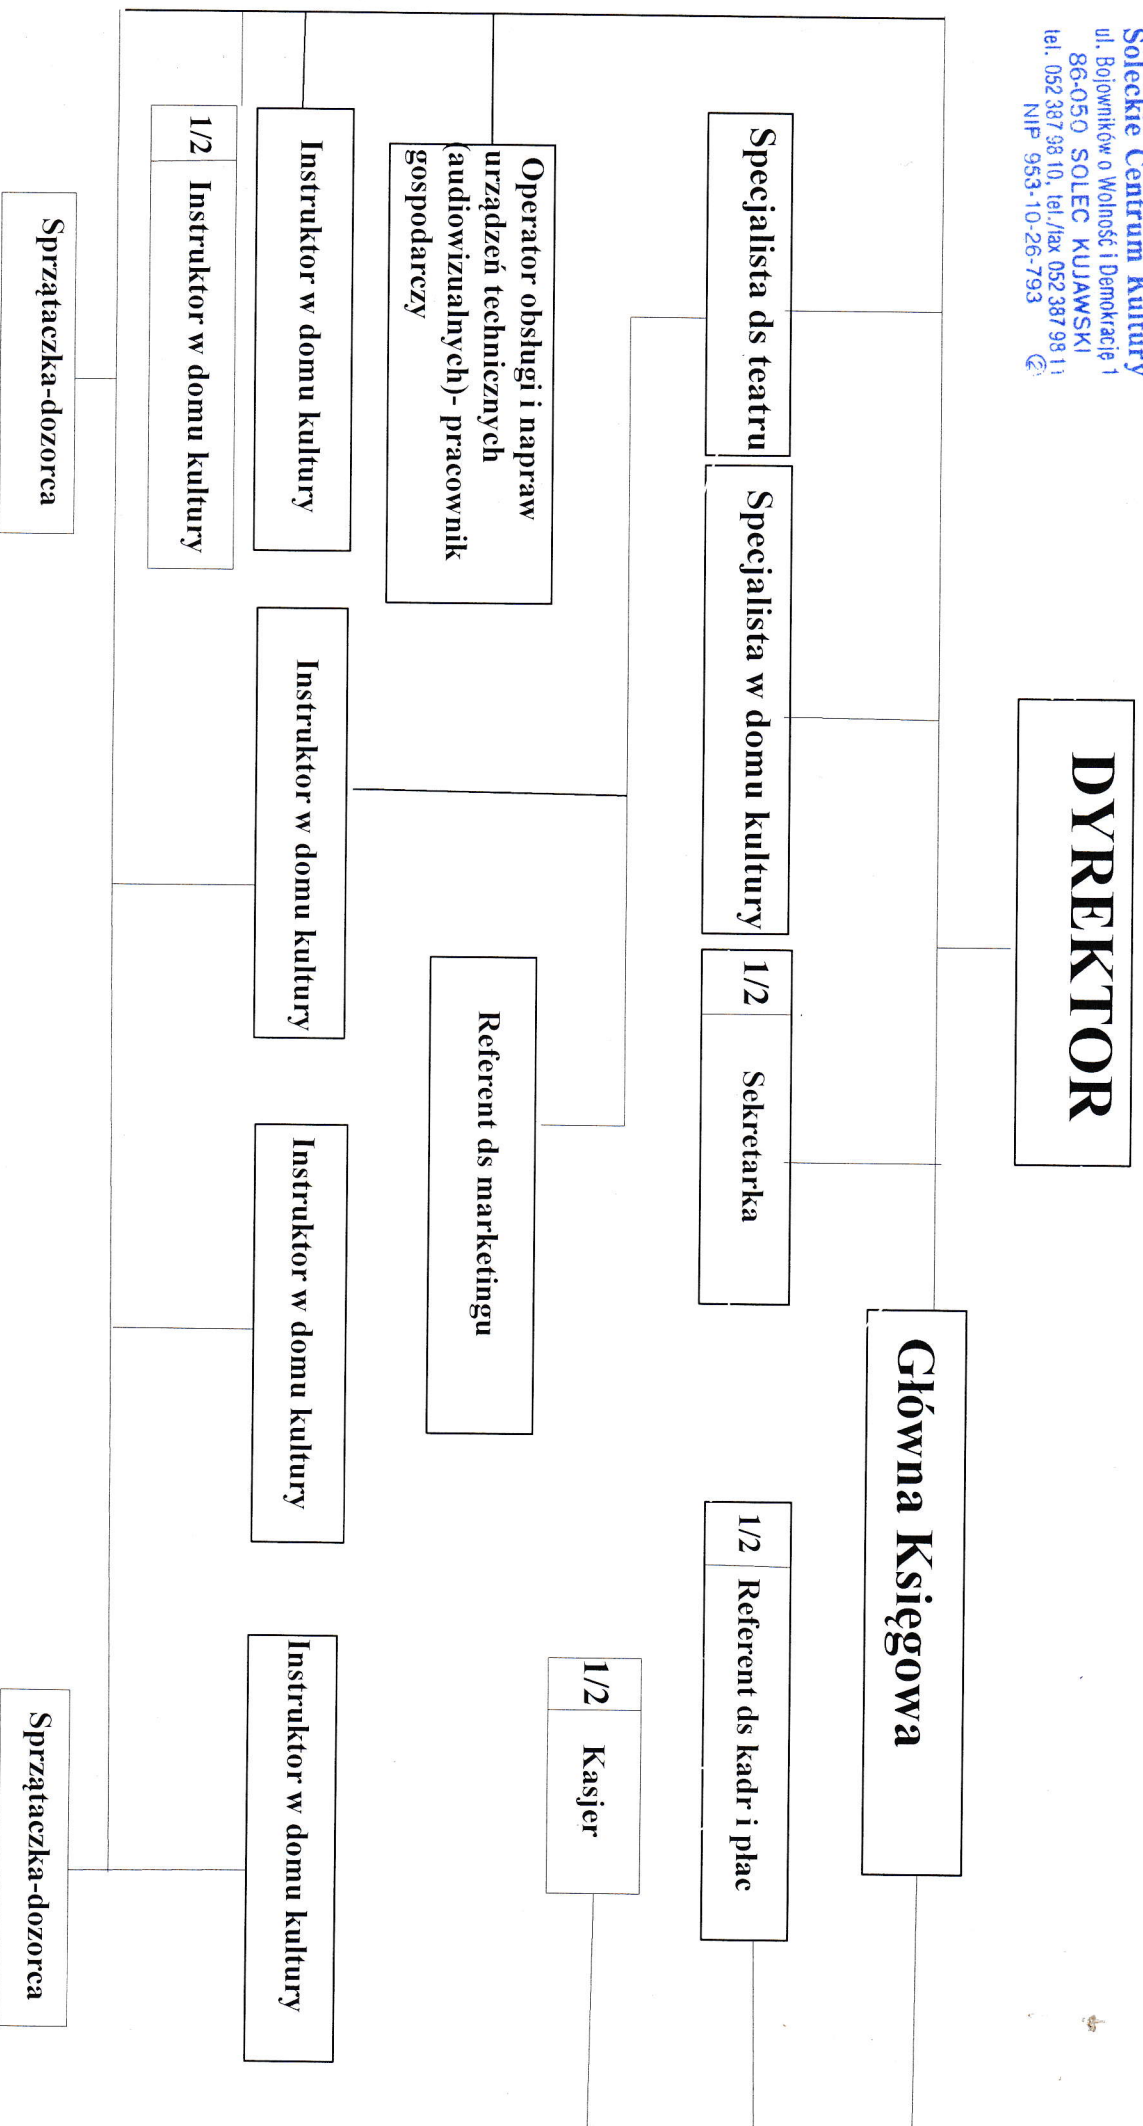 Soleckie Centrum Kultury
ul. Bojowników o Wolność i Demokrację 1
86-050 SOLEC KUJAWSKI
tel. 052 387 98 10, tel./fax 052 387 98 11
NIP 953-10-26-793 ②
DYREKTOR
Główna Księgowa
Specjalista ds teatru
Specjalista w domu kultury
1/2 Sekretarka
1/2 Referent ds kadr i płac
1/2 Kasjer
Operator obsługi i napraw
urządzeń technicznych
(audiowizualnych)- pracownik
gospodarczy
Referent ds marketingu
Instruktor w domu kultury
Instruktor w domu kultury
Instruktor w domu kultury
Instruktor w domu kultury
1/2 Instruktor w domu kultury
Sprzątaczka-dozorca
Sprzątaczka-dozorca